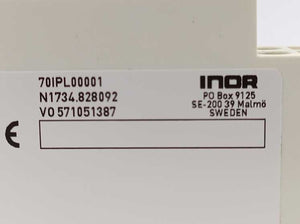 70IPL00001
N1734.828092
VO 571051387
INOR
PO Box 9125
SE-200 39 Malmö
SWEDEN
CE